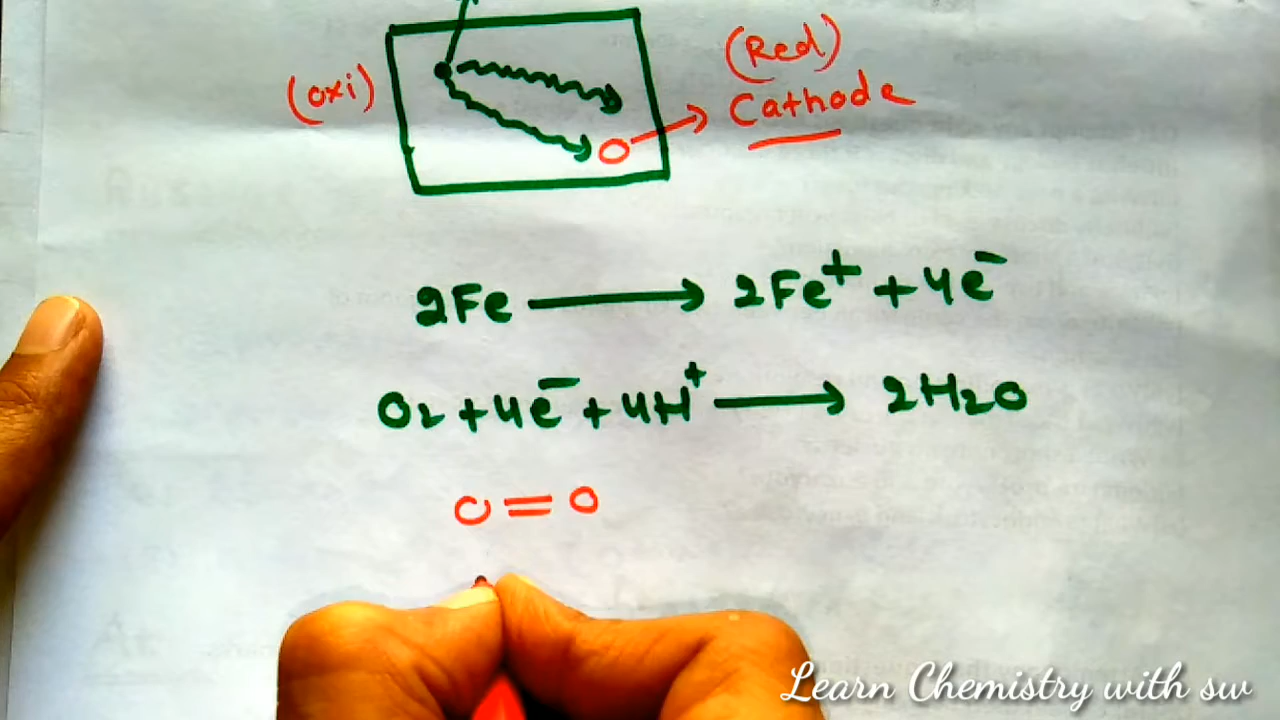 (Red)
(oxi)
Cathode
2Fe ⟶ 2Fe⁺ + 4e⁻
O₂ + 4e⁻ + 4H⁺ ⟶ 2H₂O
O = O
Learn Chemistry with sw